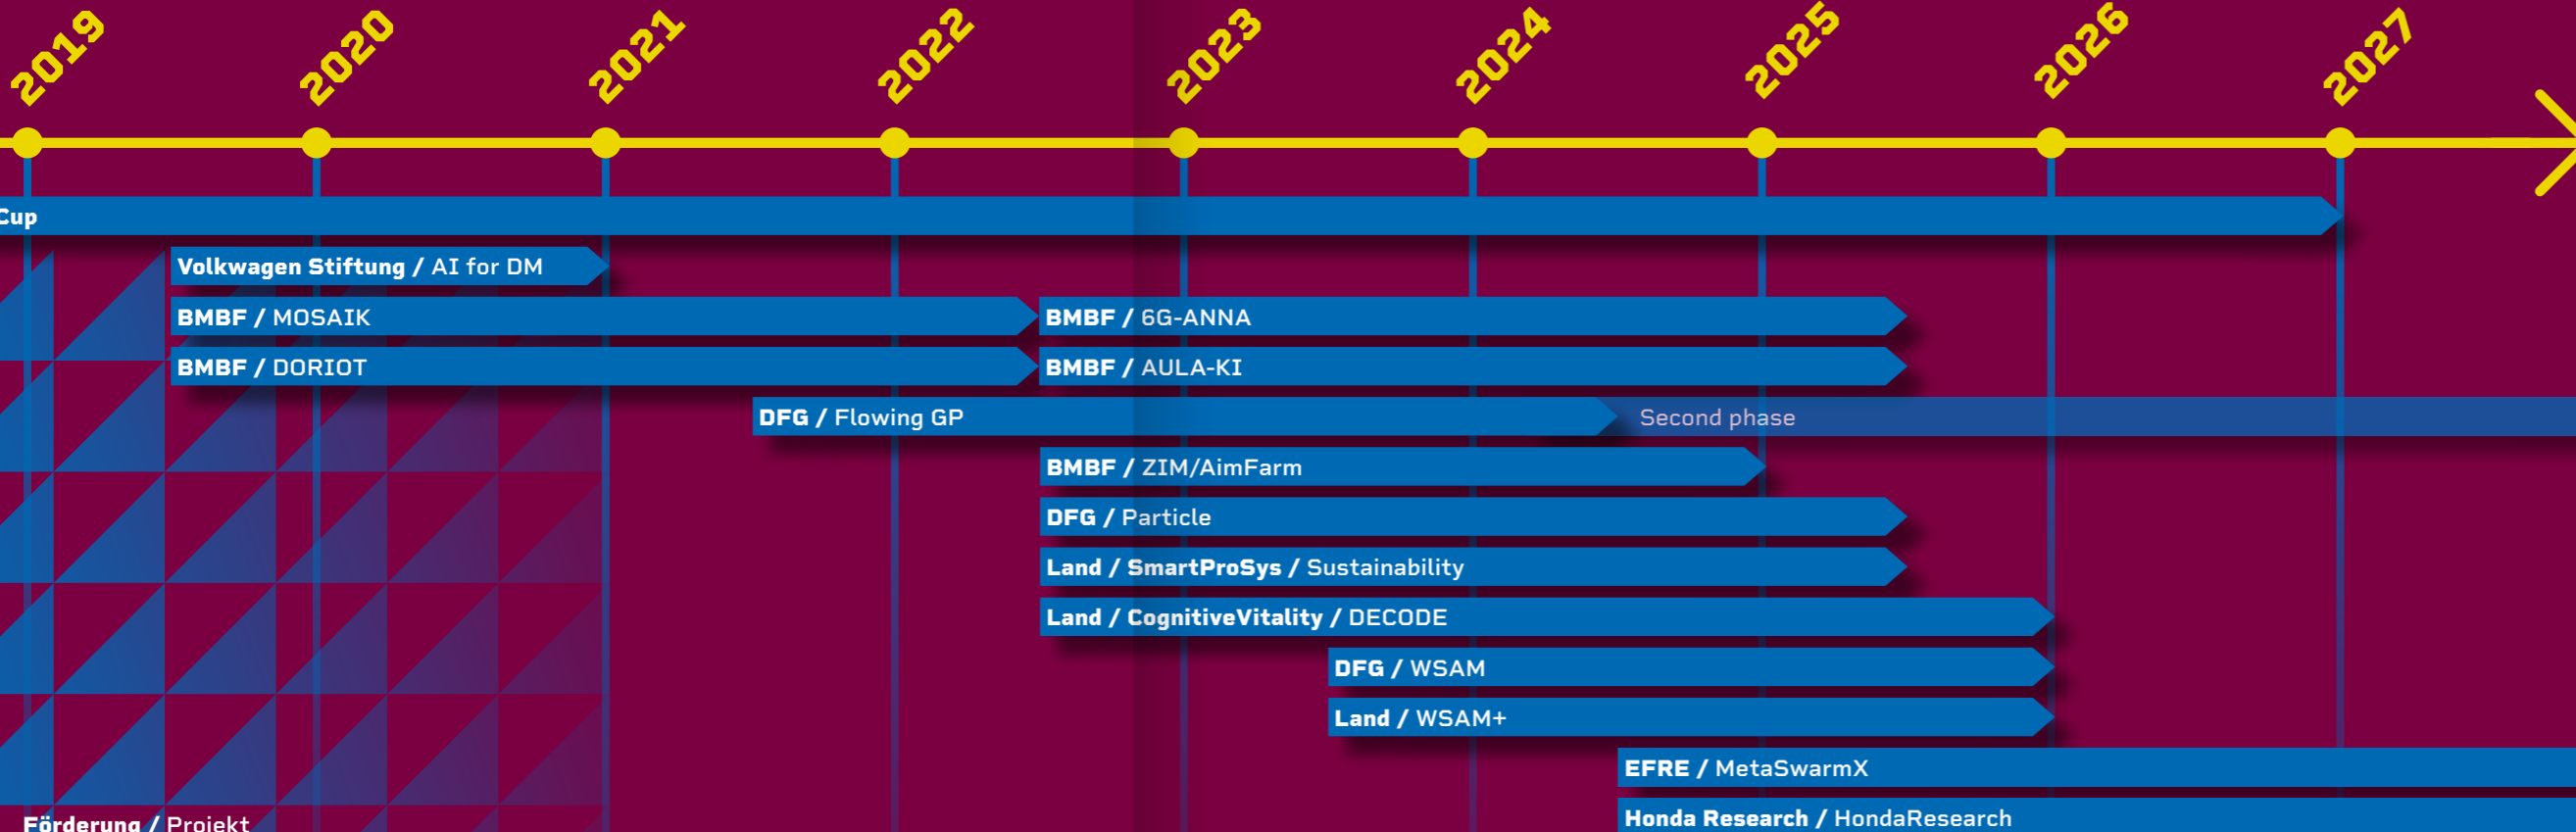 2019 2020 2021 2022 2023 2024 2025 2026 2027
Cup
Volkwagen Stiftung / AI for DM
BMBF / MOSAIK BMBF / 6G-ANNA
BMBF / DORIOT BMBF / AULA-KI
DFG / Flowing GP Second phase
BMBF / ZIM/AimFarm
DFG / Particle
Land / SmartProSys / Sustainability
Land / CognitiveVitality / DECODE
DFG / WSAM
Land / WSAM+
EFRE / MetaSwarmX
Honda Research / HondaResearch
Förderung / Projekt